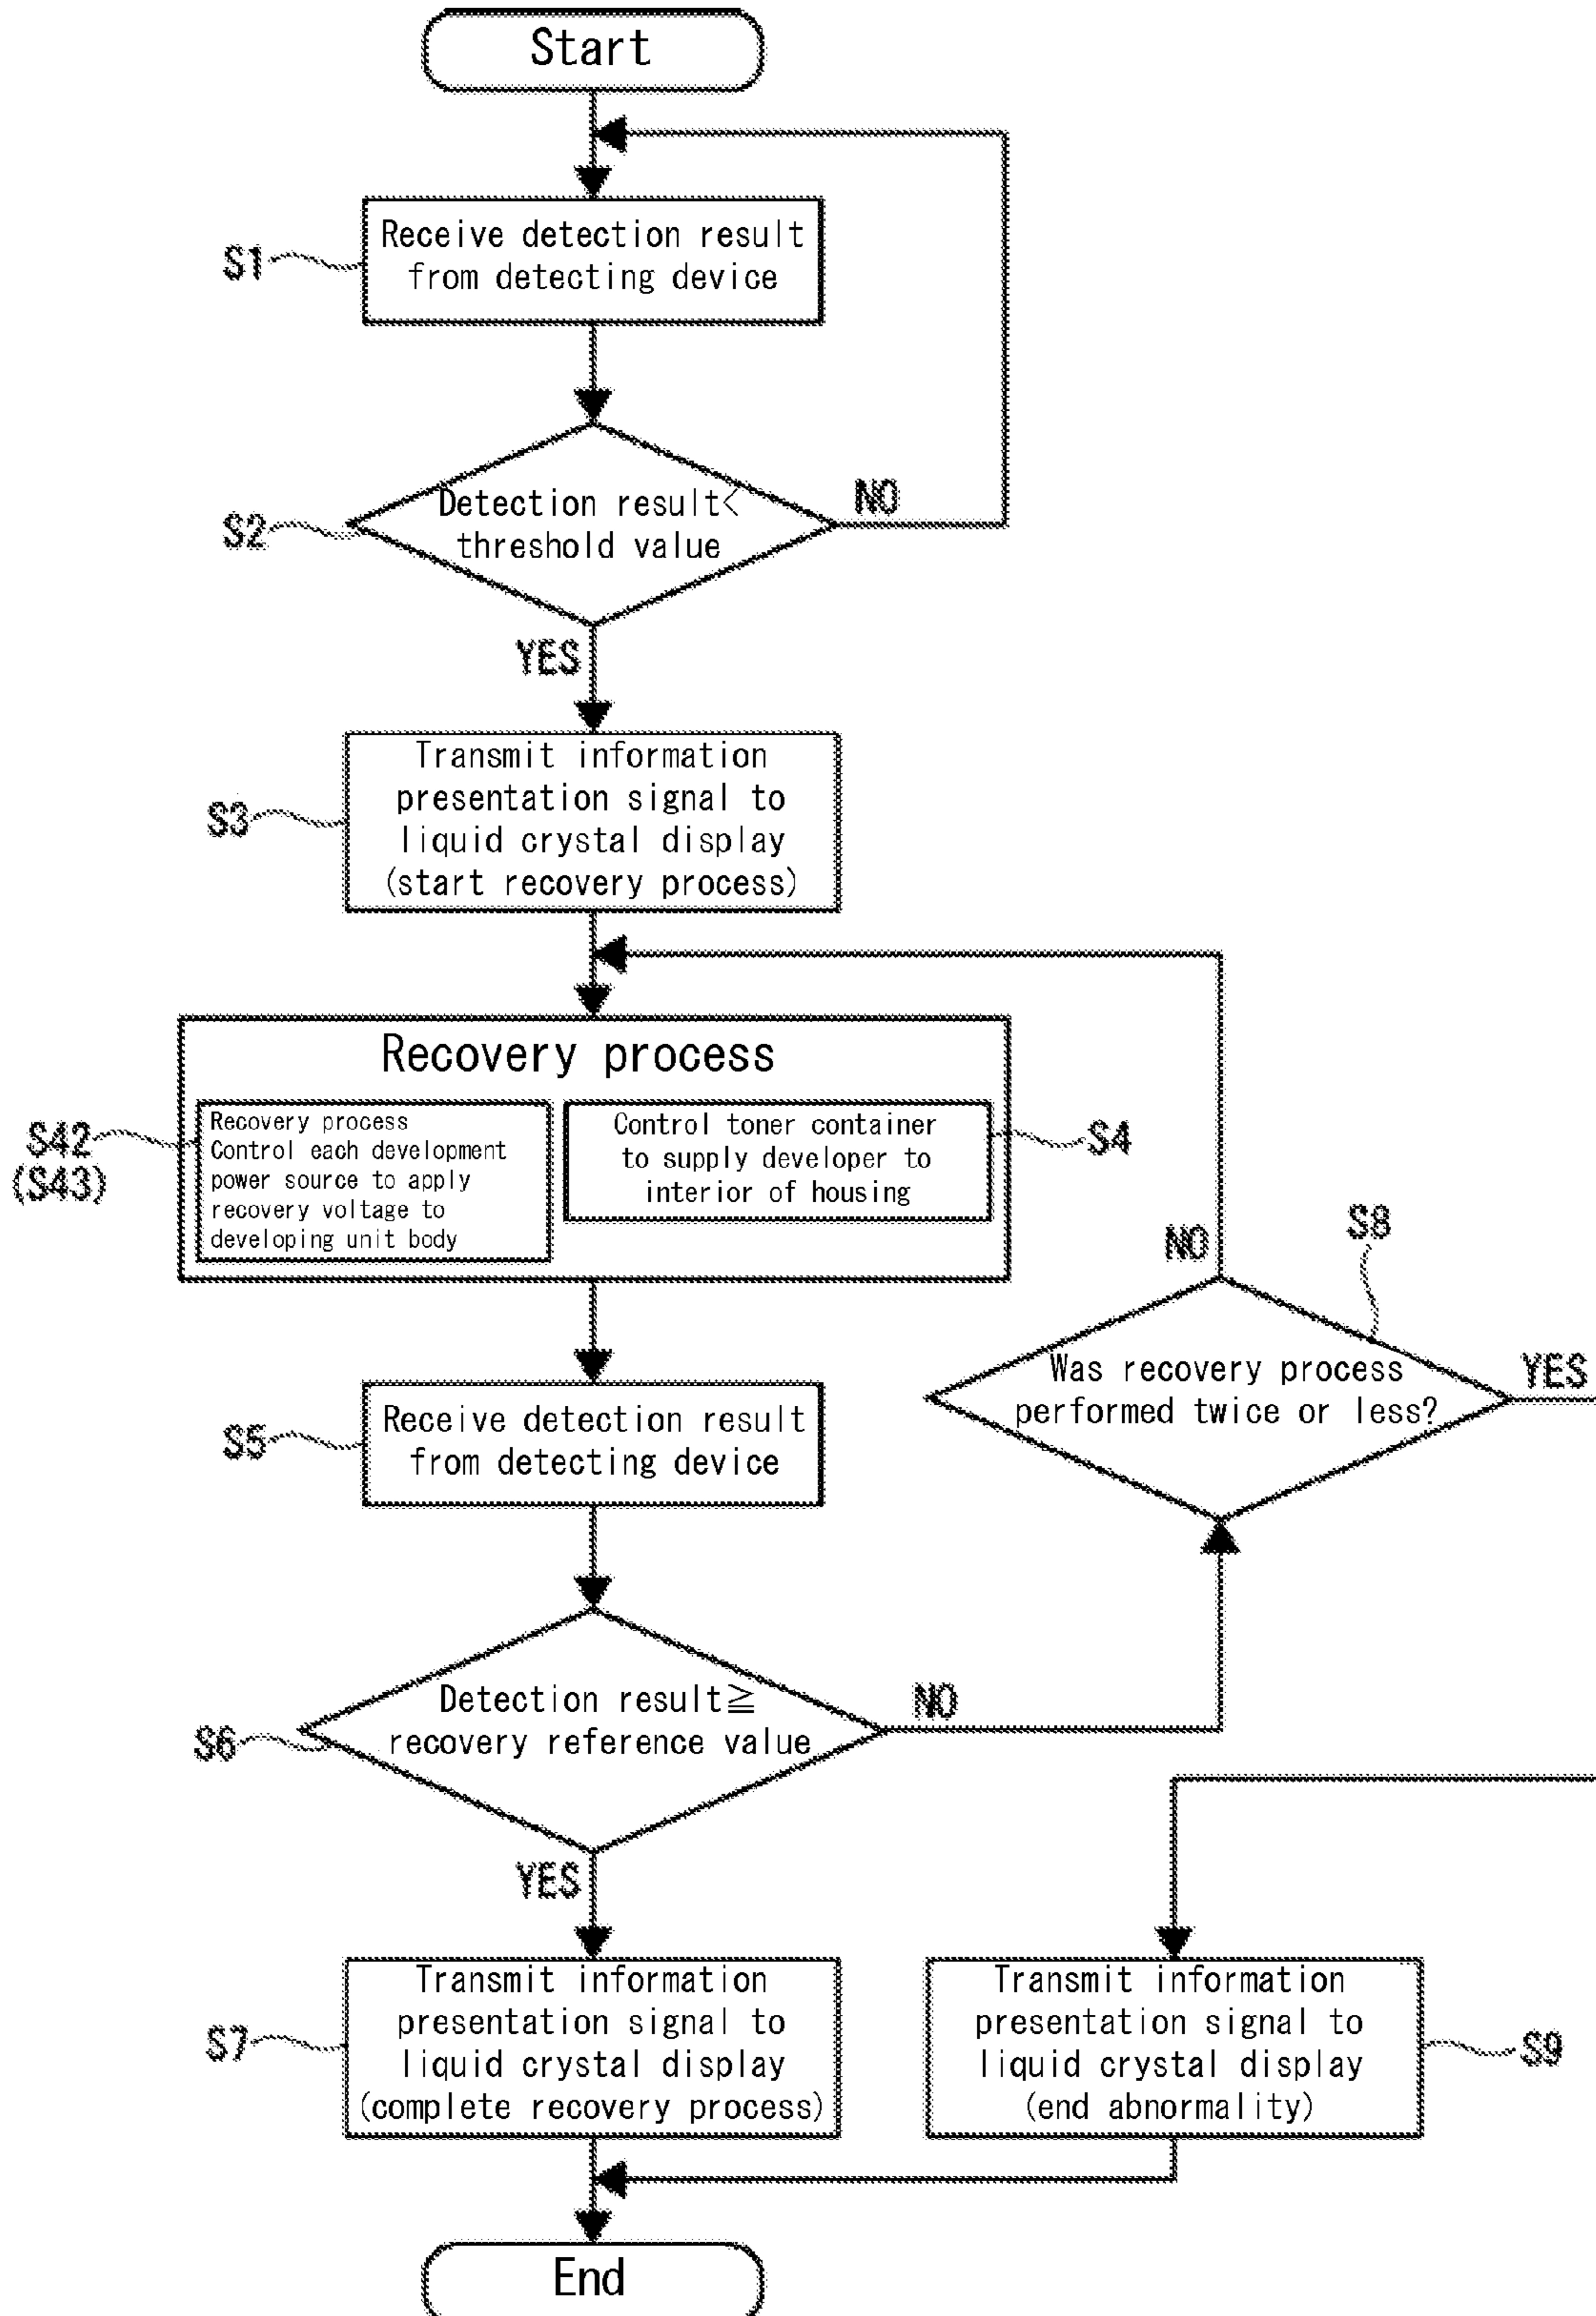 Start
S1
Receive detection result
from detecting device
S2
Detection result<
threshold value
NO
YES
S3
Transmit information
presentation signal to
liquid crystal display
(start recovery process)
Recovery process
S42
(S43)
Recovery process
Control each development
power source to apply
recovery voltage to
developing unit body
Control toner container
to supply developer to
interior of housing
S4
S8
NO
Was recovery process
performed twice or less?
YES
S5
Receive detection result
from detecting device
S6
Detection result≧
recovery reference value
NO
YES
S7
Transmit information
presentation signal to
liquid crystal display
(complete recovery process)
Transmit information
presentation signal to
liquid crystal display
(end abnormality)
S9
End